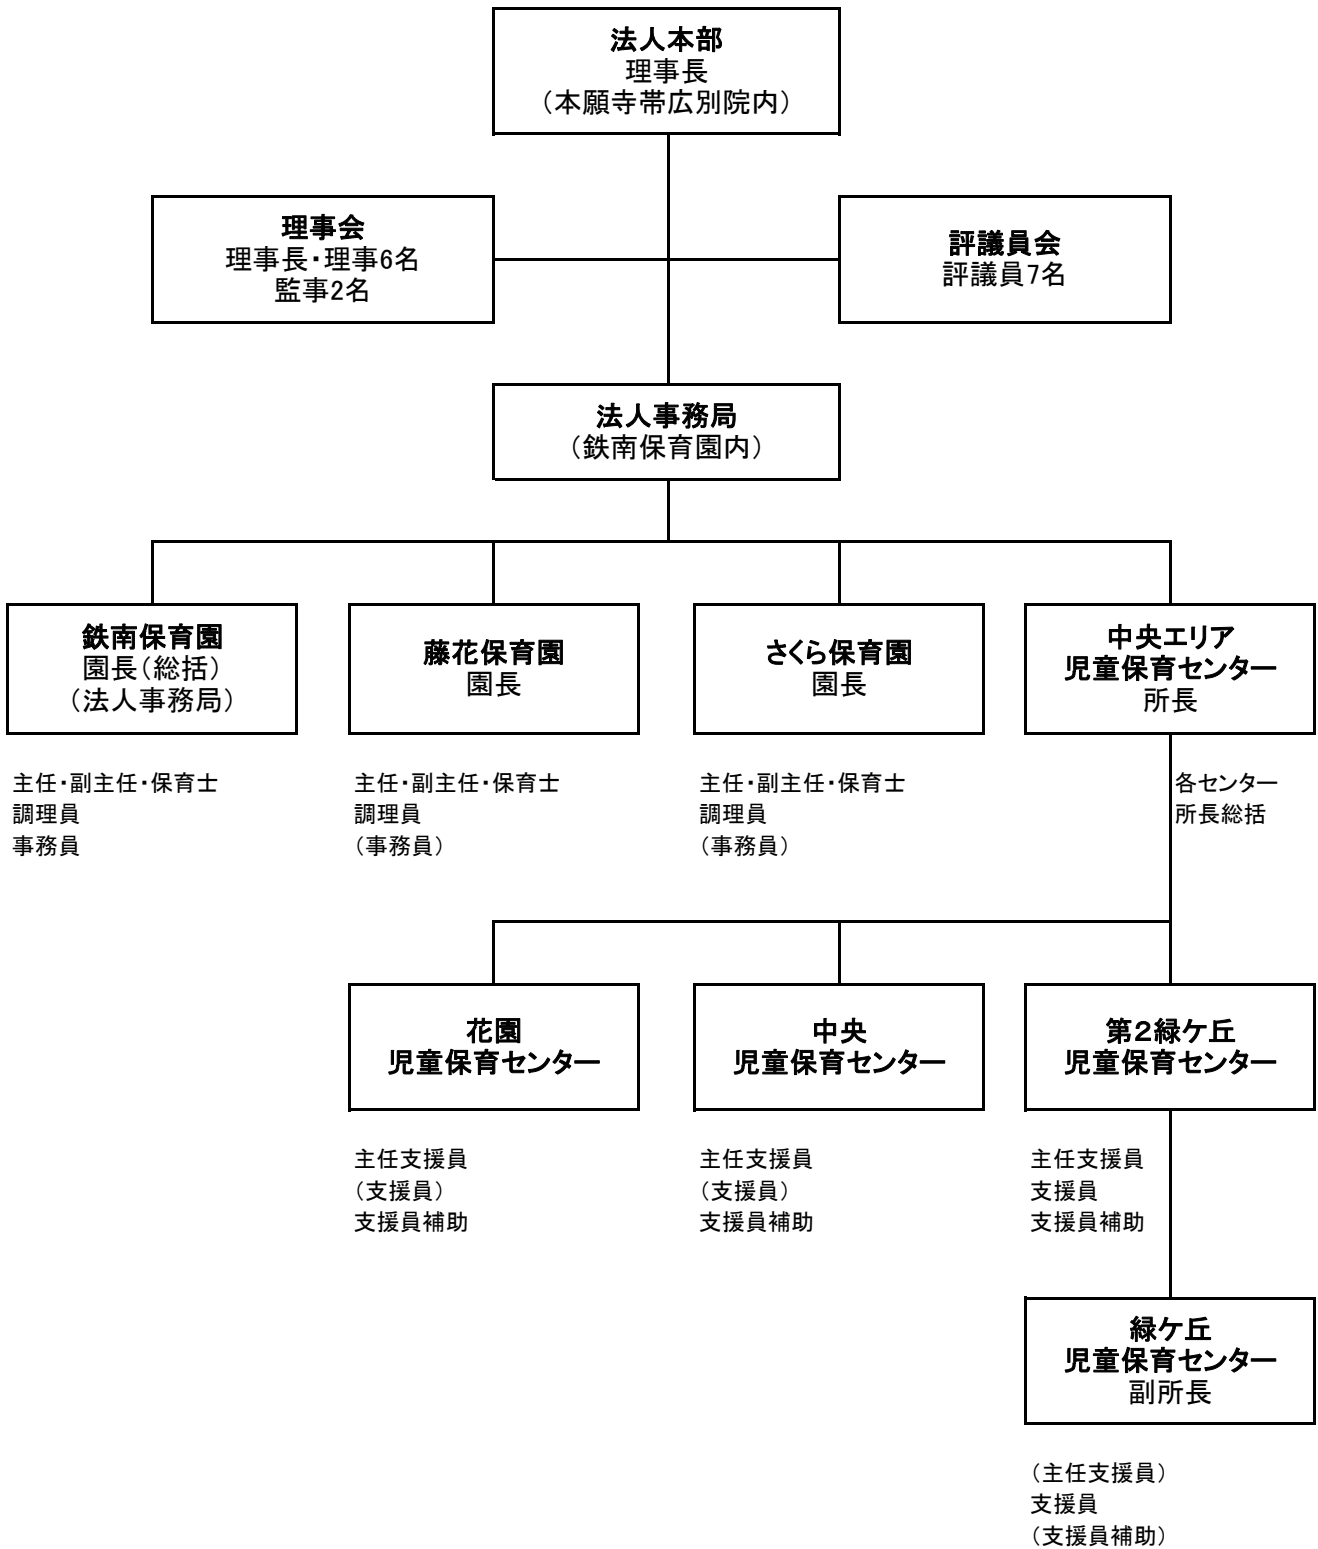 法人本部
理事長
（本願寺帯広別院内）
理事会
理事長・理事6名
監事2名
評議員会
評議員7名
法人事務局
（鉄南保育園内）
鉄南保育園
園長（総括）
（法人事務局）
藤花保育園
園長
さくら保育園
園長
中央エリア
児童保育センター
所長
主任・副主任・保育士
調理員
事務員
主任・副主任・保育士
調理員
（事務員）
主任・副主任・保育士
調理員
（事務員）
各センター
所長総括
花園
児童保育センター
中央
児童保育センター
第２緑ケ丘
児童保育センター
主任支援員
（支援員）
支援員補助
主任支援員
（支援員）
支援員補助
主任支援員
支援員
支援員補助
緑ケ丘
児童保育センター
副所長
（主任支援員）
支援員
（支援員補助）